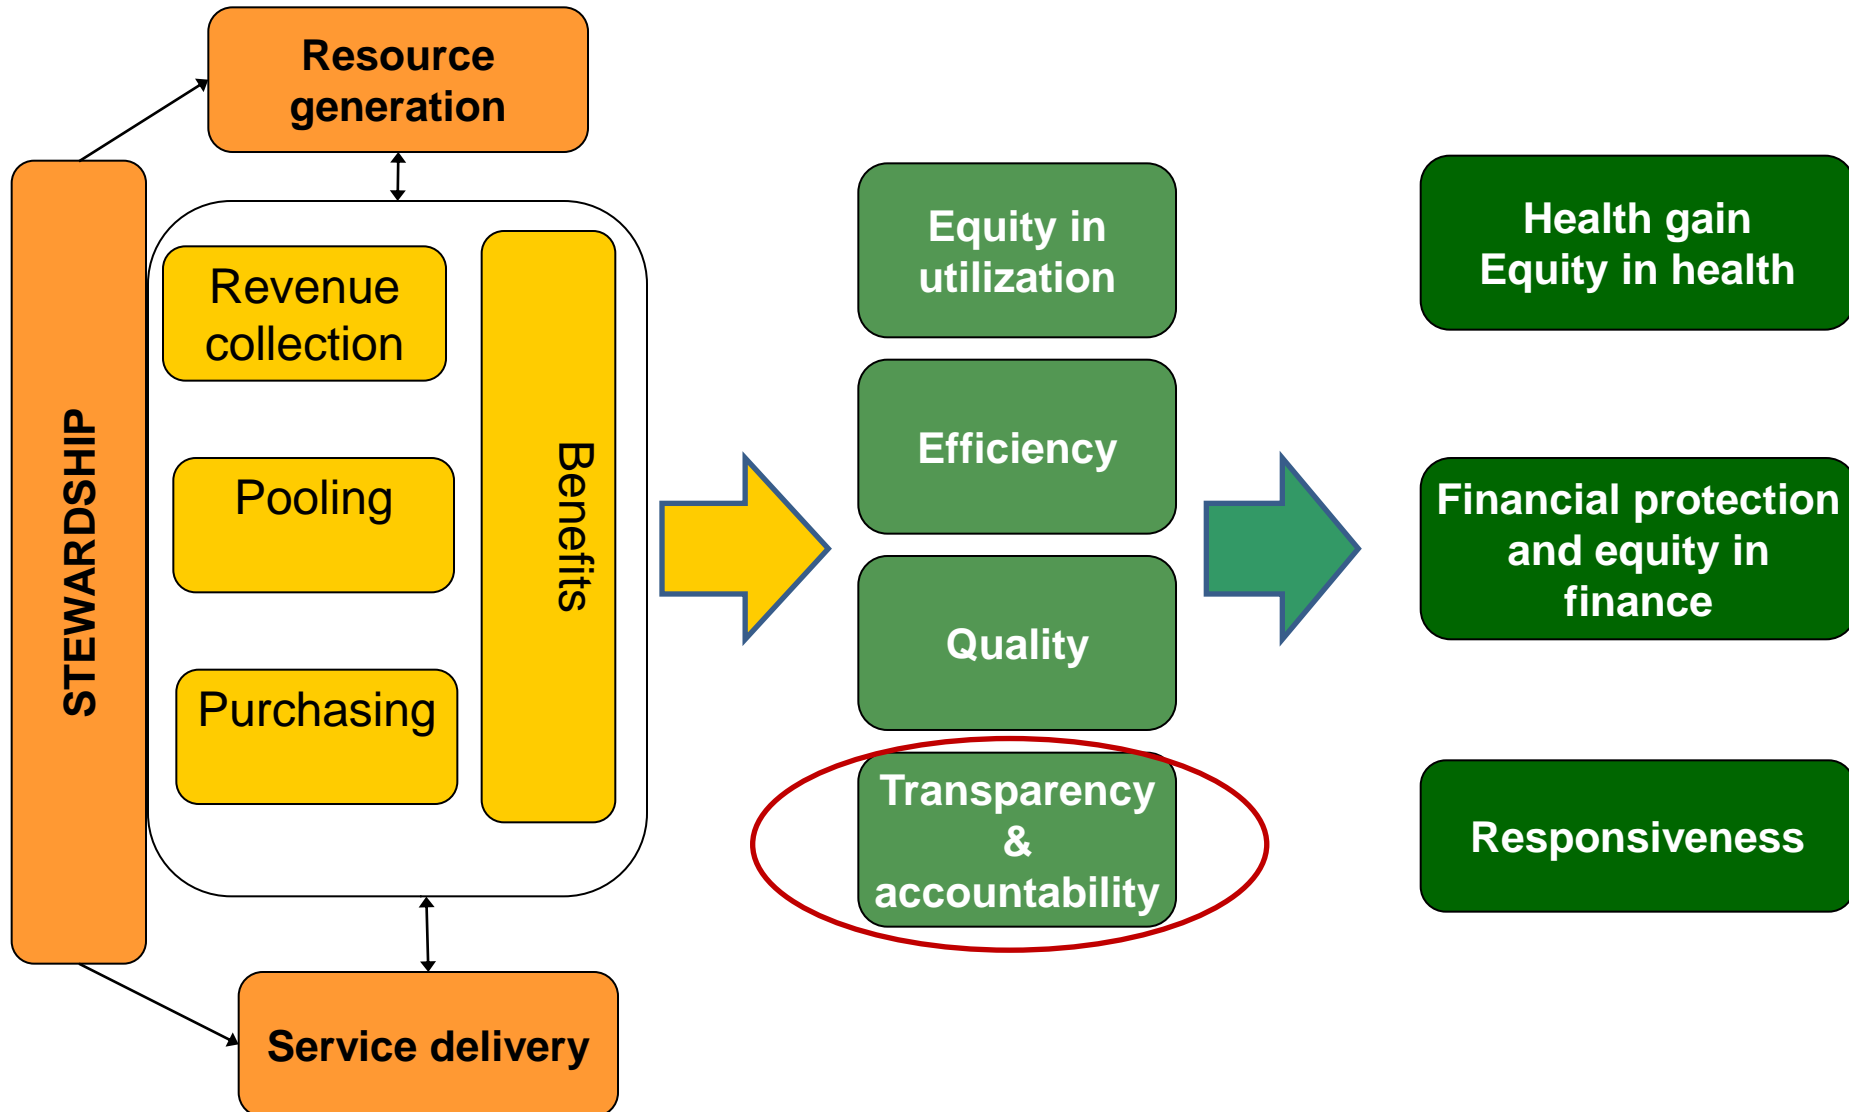 Resource
generation
STEWARDSHIP
Revenue
collection
Pooling
Purchasing
Benefits
Service delivery
Equity in
utilization
Efficiency
Quality
Transparency
&
accountability
Health gain
Equity in health
Financial protection
and equity in
finance
Responsiveness